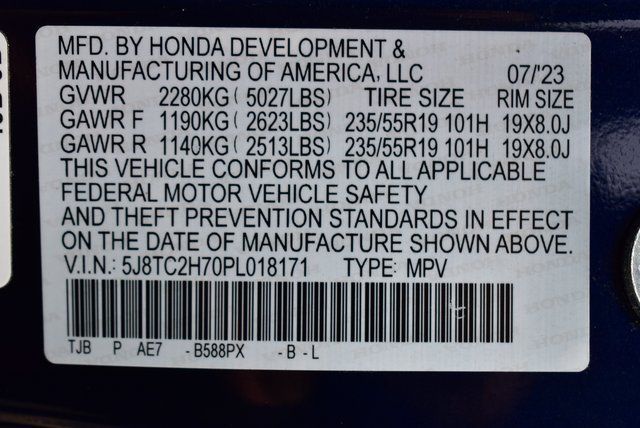 MFD. BY HONDA DEVELOPMENT &
MANUFACTURING OF AMERICA, LLC 07/'23
GVWR 2280KG ( 5027LBS) TIRE SIZE RIM SIZE
GAWR F 1190KG ( 2623LBS) 235/55R19 101H 19X8.0J
GAWR R 1140KG ( 2513LBS) 235/55R19 101H 19X8.0J
THIS VEHICLE CONFORMS TO ALL APPLICABLE
FEDERAL MOTOR VEHICLE SAFETY
AND THEFT PREVENTION STANDARDS IN EFFECT
ON THE DATE OF MANUFACTURE SHOWN ABOVE.
V.I.N.: 5J8TC2H70PL018171 TYPE: MPV
TJB P AE7 -B588PX -B-L